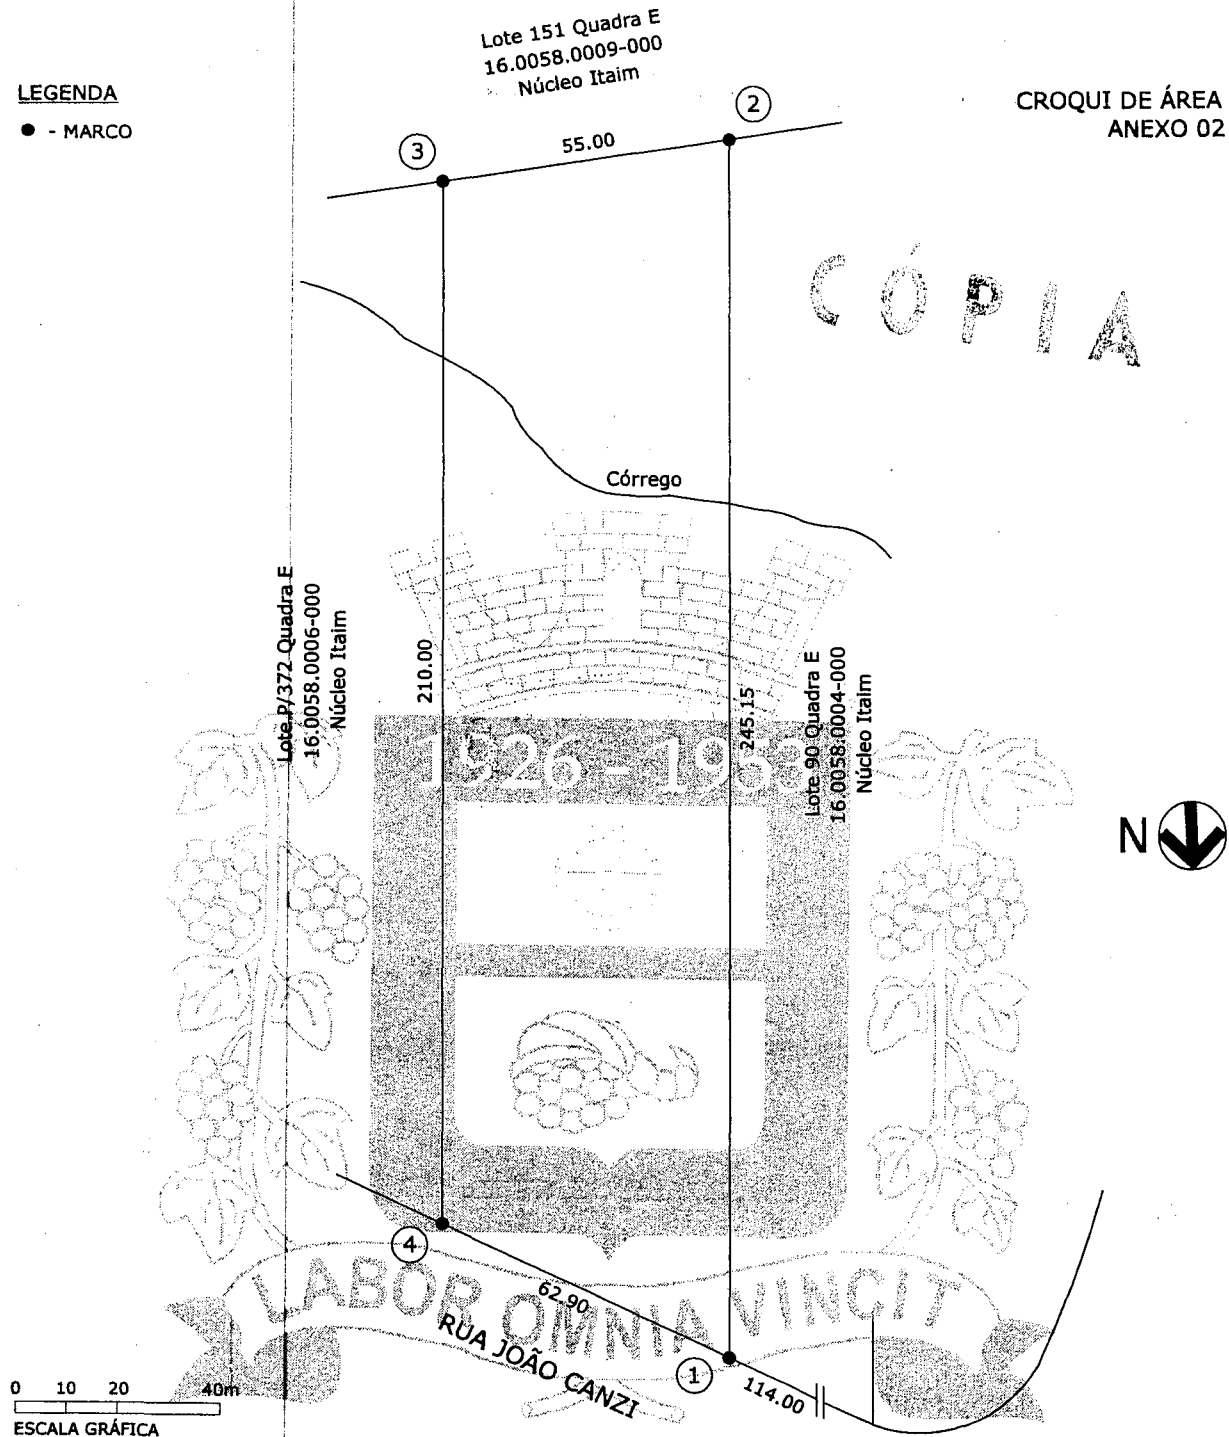 Lote 151 Quadra E
16.0058.0009-000
Núcleo Itaim
LEGENDA
● - MARCO
CROQUI DE ÁREA
ANEXO 02
2
3
55.00
CÓPIA
Córrego
Lote P/372 Quadra E
16.0058.0006-000
Núcleo Itaim
210.00
245.15
Lote 90 Quadra E
16.0058.0004-000
Núcleo Itaim
1926 - 1953
N
4
62.90
LABOR OMNIA VINCIT
RUA JOÃO CANZI
1
114.00
0 10 20 40m
ESCALA GRÁFICA